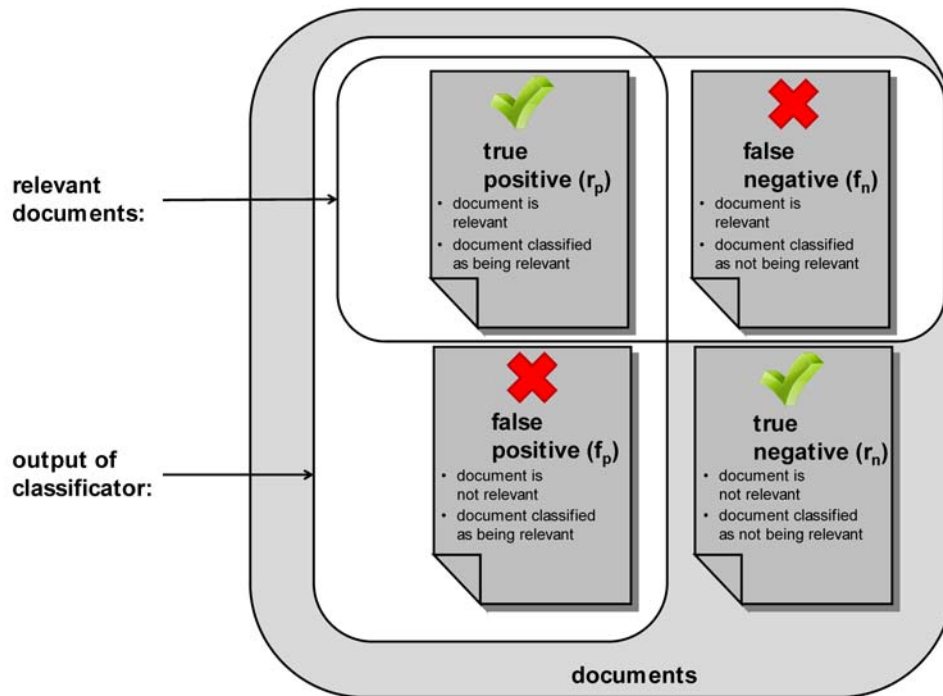 relevant
documents:
true
positive (rp)
• document is
relevant
• document classified
as being relevant
false
negative (fn)
• document is
relevant
• document classified
as not being relevant
output of
classificator:
false
positive (fp)
• document is
not relevant
• document classified
as being relevant
true
negative (rn)
• document is
not relevant
• document classified
as not being relevant
documents